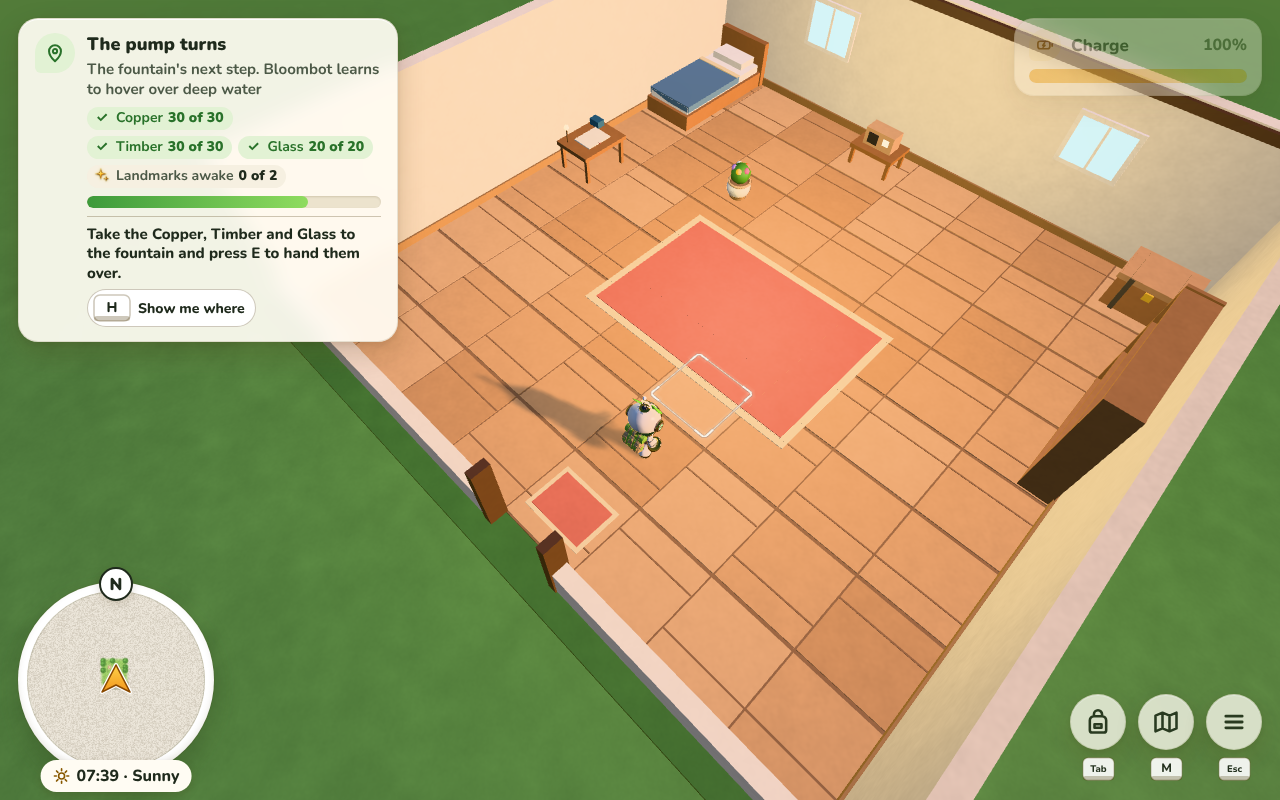 The pump turns
The fountain's next step. Bloombot learns
to hover over deep water
Copper 30 of 30
Timber 30 of 30 Glass 20 of 20
Landmarks awake 0 of 2
Take the Copper, Timber and Glass to
the fountain and press E to hand them
over.
H Show me where
Charge 100%
N
07:39 · Sunny
Tab M Esc